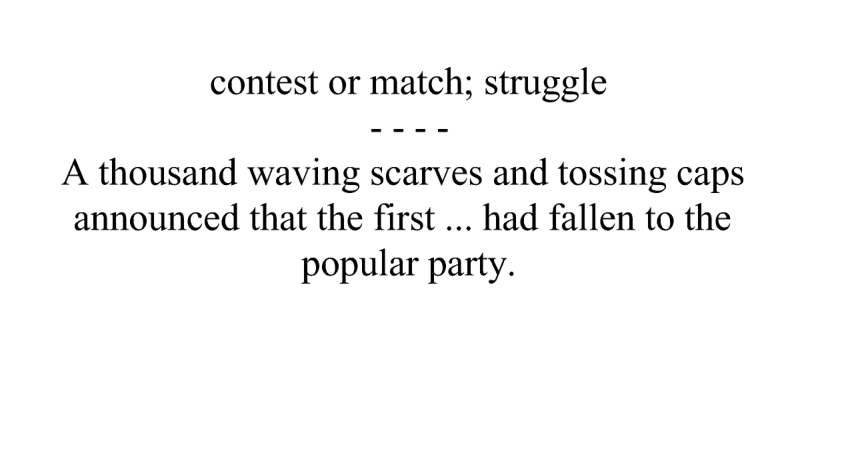 contest or match; struggle
- - - -
A thousand waving scarves and tossing caps
announced that the first ... had fallen to the
popular party.